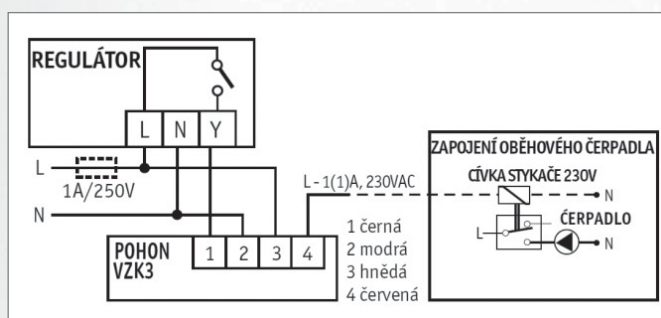 REGULÁTOR
L N Y
L
1A/250V
N
POHON
VZK3
1 2 3 4
L - 1(1)A, 230VAC
1 černá
2 modrá
3 hnědá
4 červená
ZAPOJENÍ OBĚHOVÉHO ČERPADLA
CÍVKA STYKAČE 230V
N
ČERPADLO
L
N